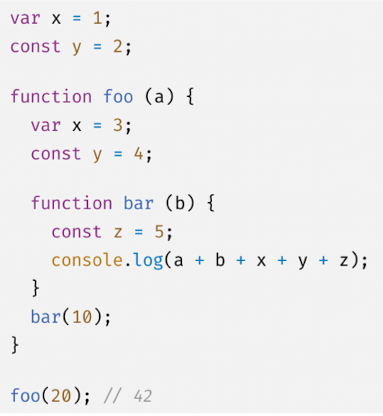 var x = 1;
const y = 2;
function foo (a) {
var x = 3;
const y = 4;
function bar (b) {
const z = 5;
console.log(a + b + x + y + z);
}
bar(10);
}
foo(20); // 42